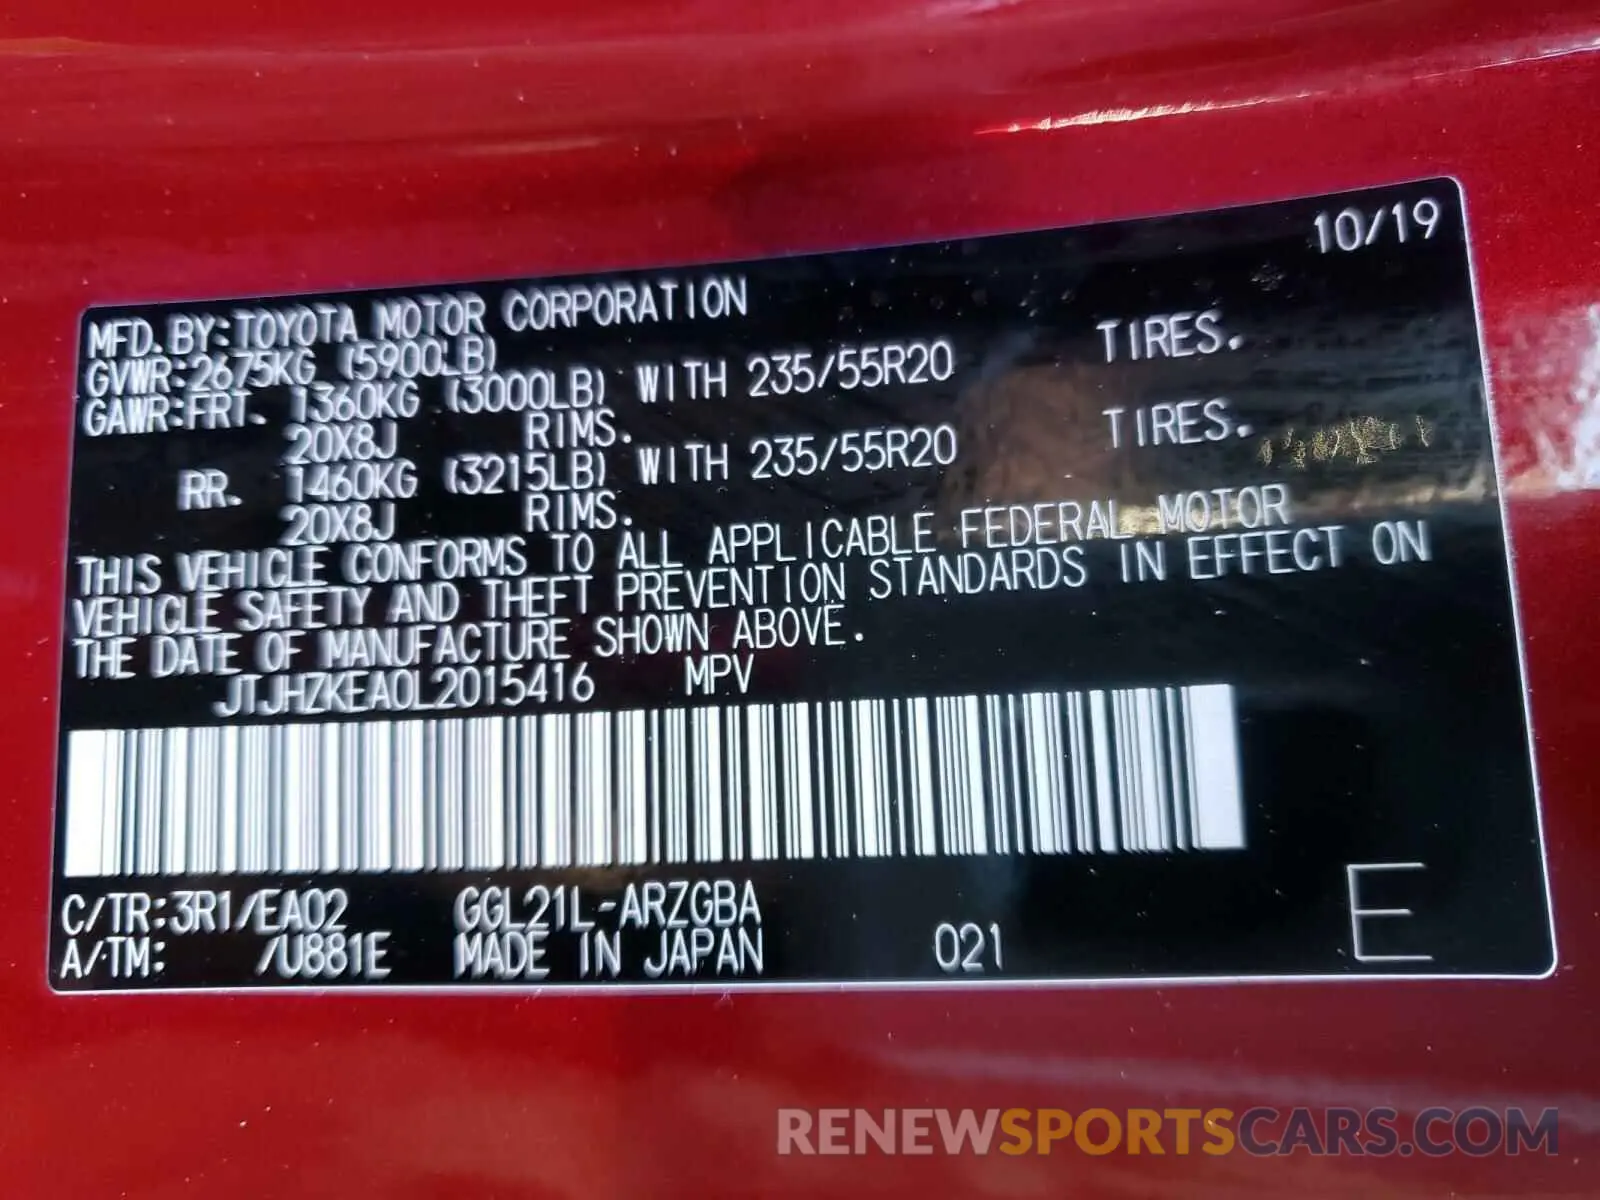 10/19
MFD. BY: TOYOTA MOTOR CORPORATION
GVWR: 2675KG (5900LB)
GAWR: FRT. 1360KG (3000LB) WITH 235/55R20 TIRES.
20X8J RIMS.
RR. 1460KG (3215LB) WITH 235/55R20 TIRES.
20X8J RIMS.
THIS VEHICLE CONFORMS TO ALL APPLICABLE FEDERAL MOTOR
VEHICLE SAFETY AND THEFT PREVENTION STANDARDS IN EFFECT ON
THE DATE OF MANUFACTURE SHOWN ABOVE.
JTJHZKEA0L2015416 MPV
C/TR: 3R1/EA02 GGL21L-ARZGBA
A/TM: /U881E MADE IN JAPAN 021 E
RENEWSPORTSCARS.COM